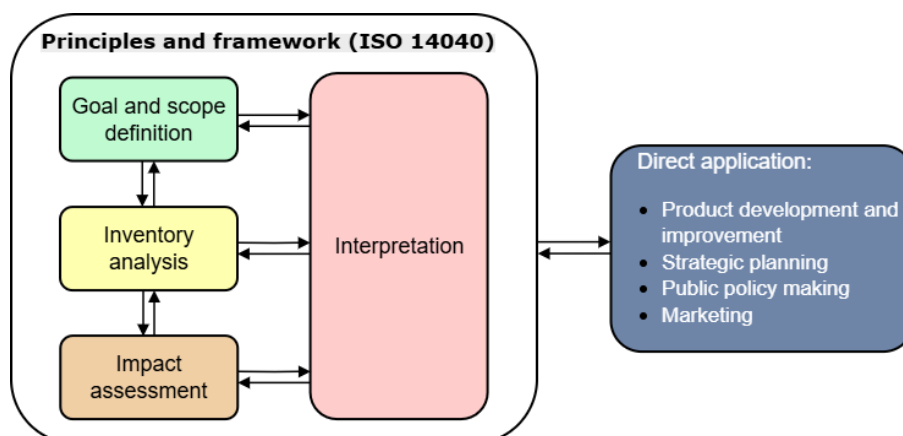 Principles and framework (ISO 14040)
Goal and scope
definition
Inventory
analysis
Impact
assessment
Interpretation
Direct application:
• Product development and
improvement
• Strategic planning
• Public policy making
• Marketing